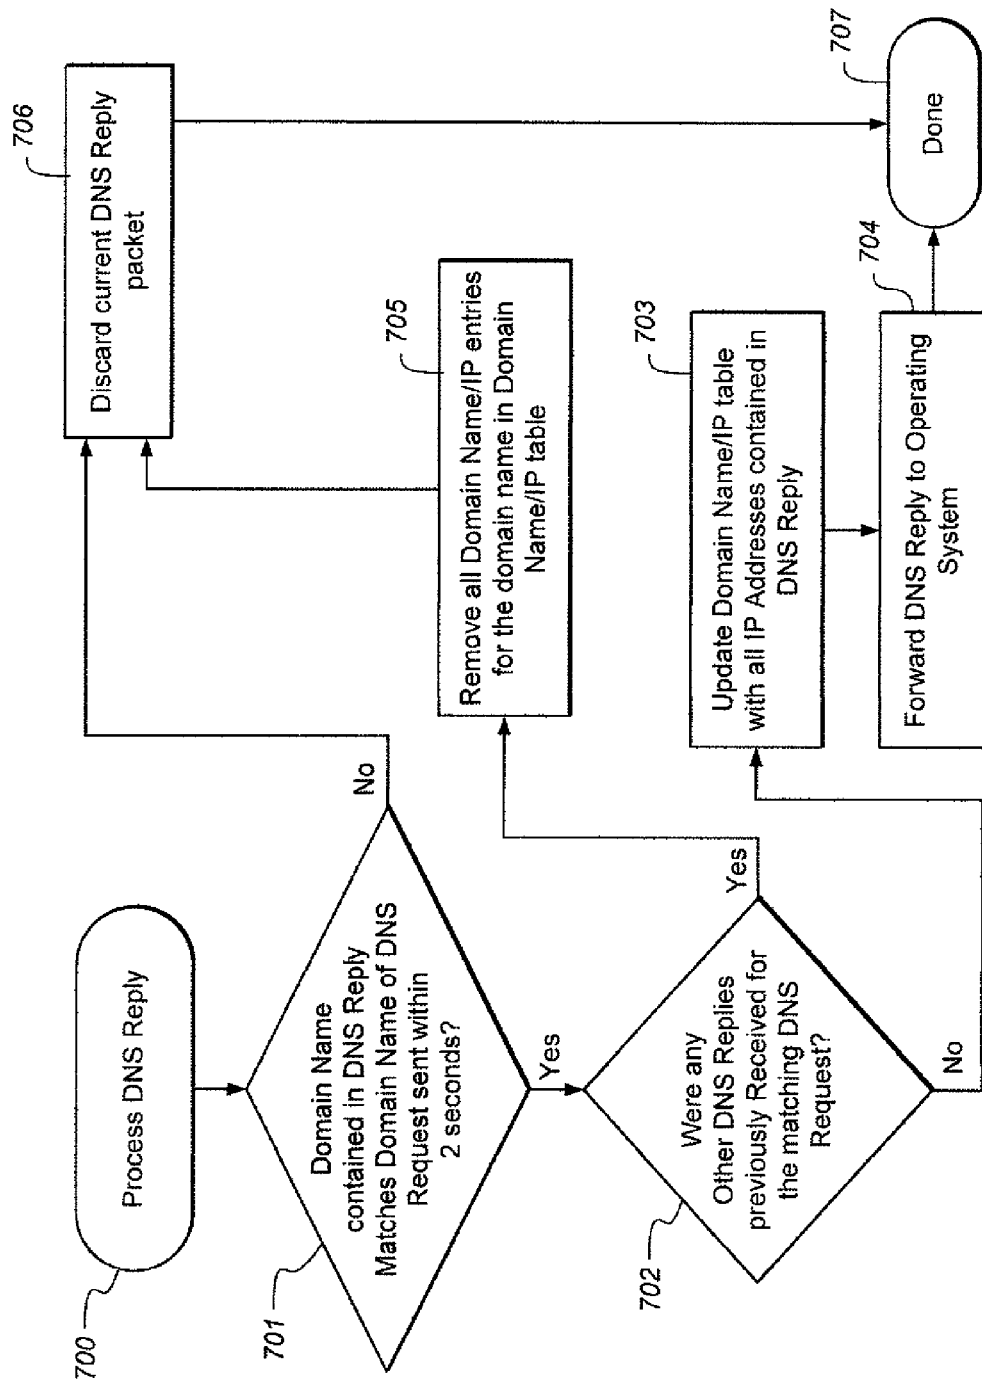 700
Process DNS Reply
701
Domain Name
contained in DNS Reply
Matches Domain Name of DNS
Request sent within
2 seconds?
No
Yes
702
Were any
Other DNS Replies
previously Received for
the matching DNS
Request?
Yes
No
706
Discard current DNS Reply
packet
705
Remove all Domain Name/IP entries
for the domain name in Domain
Name/IP table
703
Update Domain Name/IP table
with all IP Addresses contained in
DNS Reply
704
Forward DNS Reply to Operating
System
707
Done